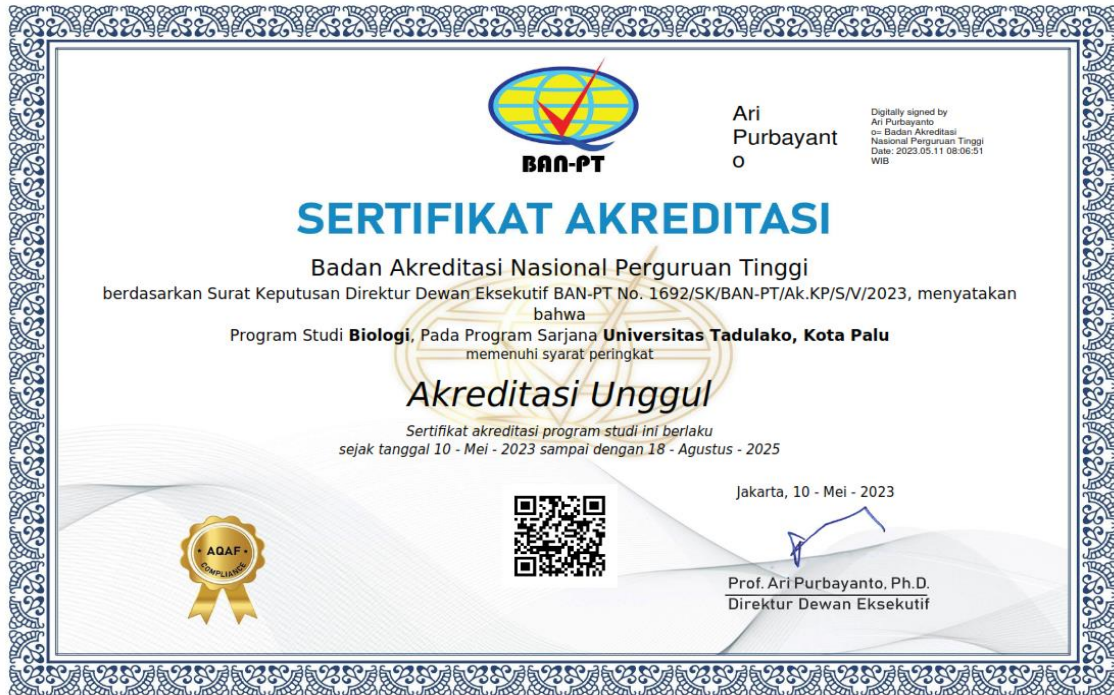 BAN-PT
Ari
Purbayant
o
Digitally signed by
Ari Purbayanto
o= Badan Akreditasi
Nasional Perguruan Tinggi
Date: 2023.05.11 08:06:51
WIB
SERTIFIKAT AKREDITASI
Badan Akreditasi Nasional Perguruan Tinggi
berdasarkan Surat Keputusan Direktur Dewan Eksekutif BAN-PT No. 1692/SK/BAN-PT/Ak.KP/S/V/2023, menyatakan
bahwa
Program Studi Biologi, Pada Program Sarjana Universitas Tadulako, Kota Palu
memenuhi syarat peringkat
Akreditasi Unggul
Sertifikat akreditasi program studi ini berlaku
sejak tanggal 10 - Mei - 2023 sampai dengan 18 - Agustus - 2025
Jakarta, 10 - Mei - 2023
AQAF
COMPLIANCE
Prof. Ari Purbayanto, Ph.D.
Direktur Dewan Eksekutif